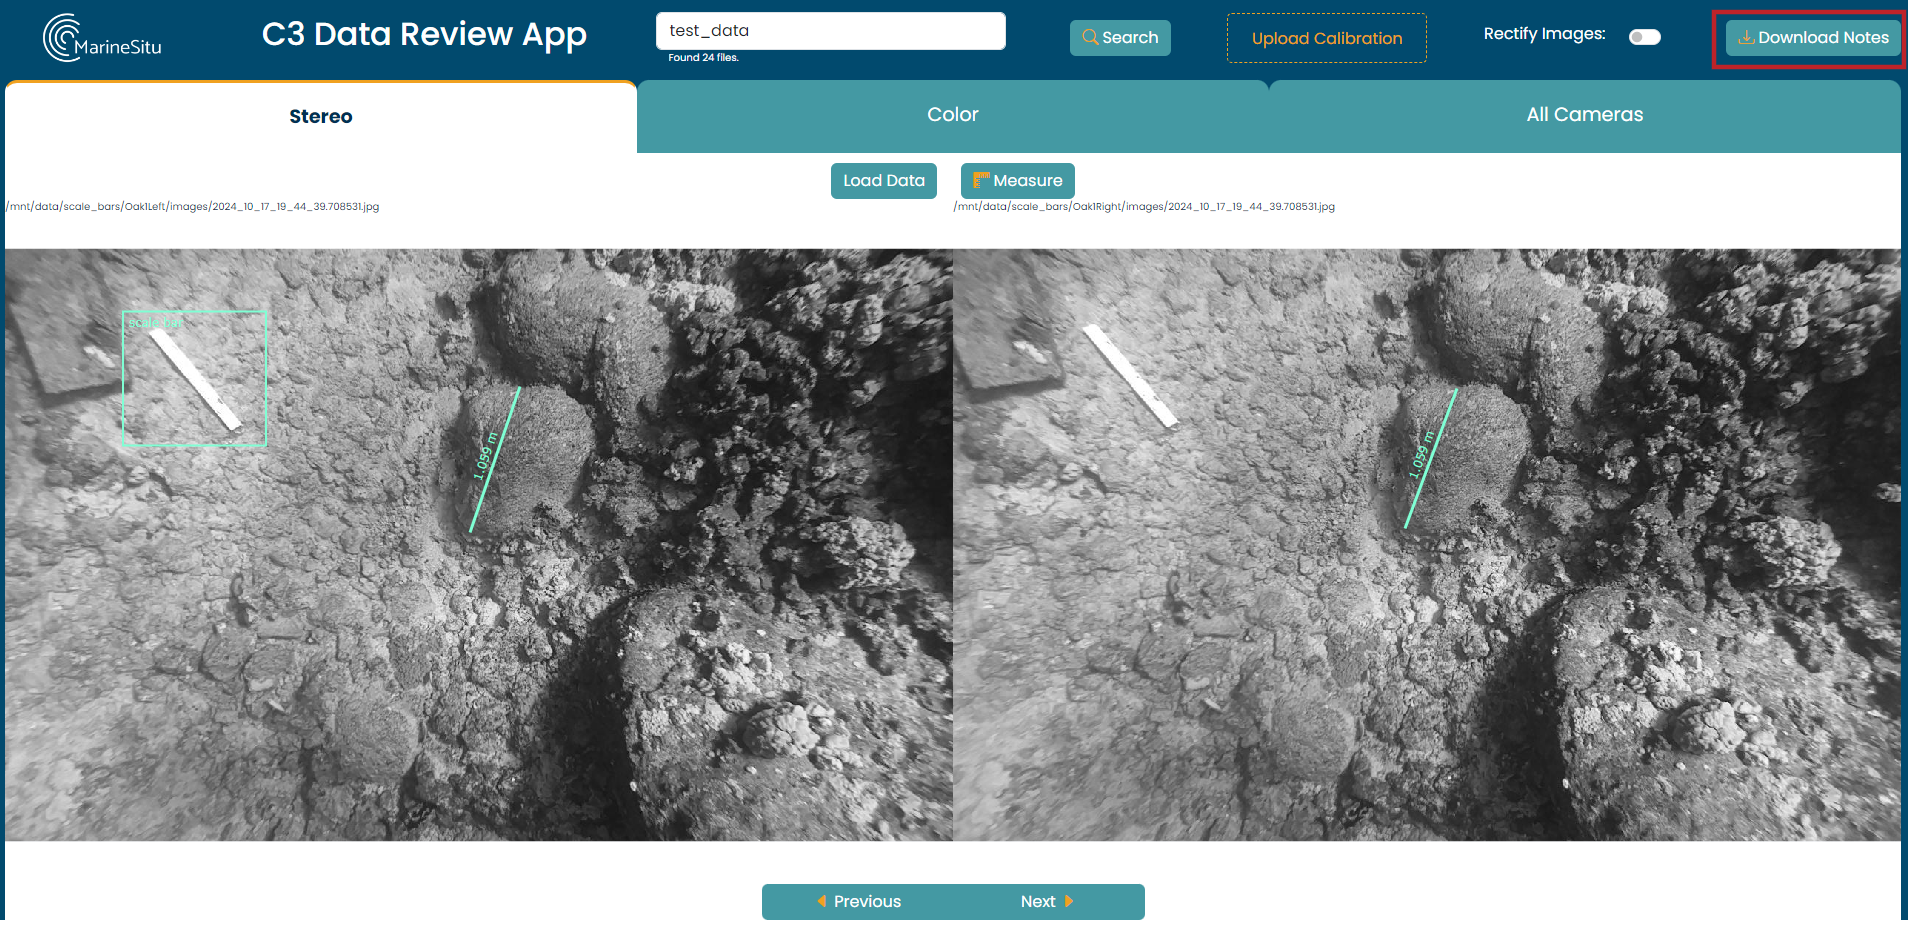 MarineSitu
C3 Data Review App
test_data
Found 24 files.
Search
Upload Calibration
Rectify Images:
Download Notes
Stereo
Color
All Cameras
Load Data
Measure
/mnt/data/scale_bars/Oak1Left/images/2024_10_17_19_44_39.708531.jpg
/mnt/data/scale_bars/Oak1Right/images/2024_10_17_19_44_39.708531.jpg
scale bar
1.059 m
1.059 m
Previous
Next